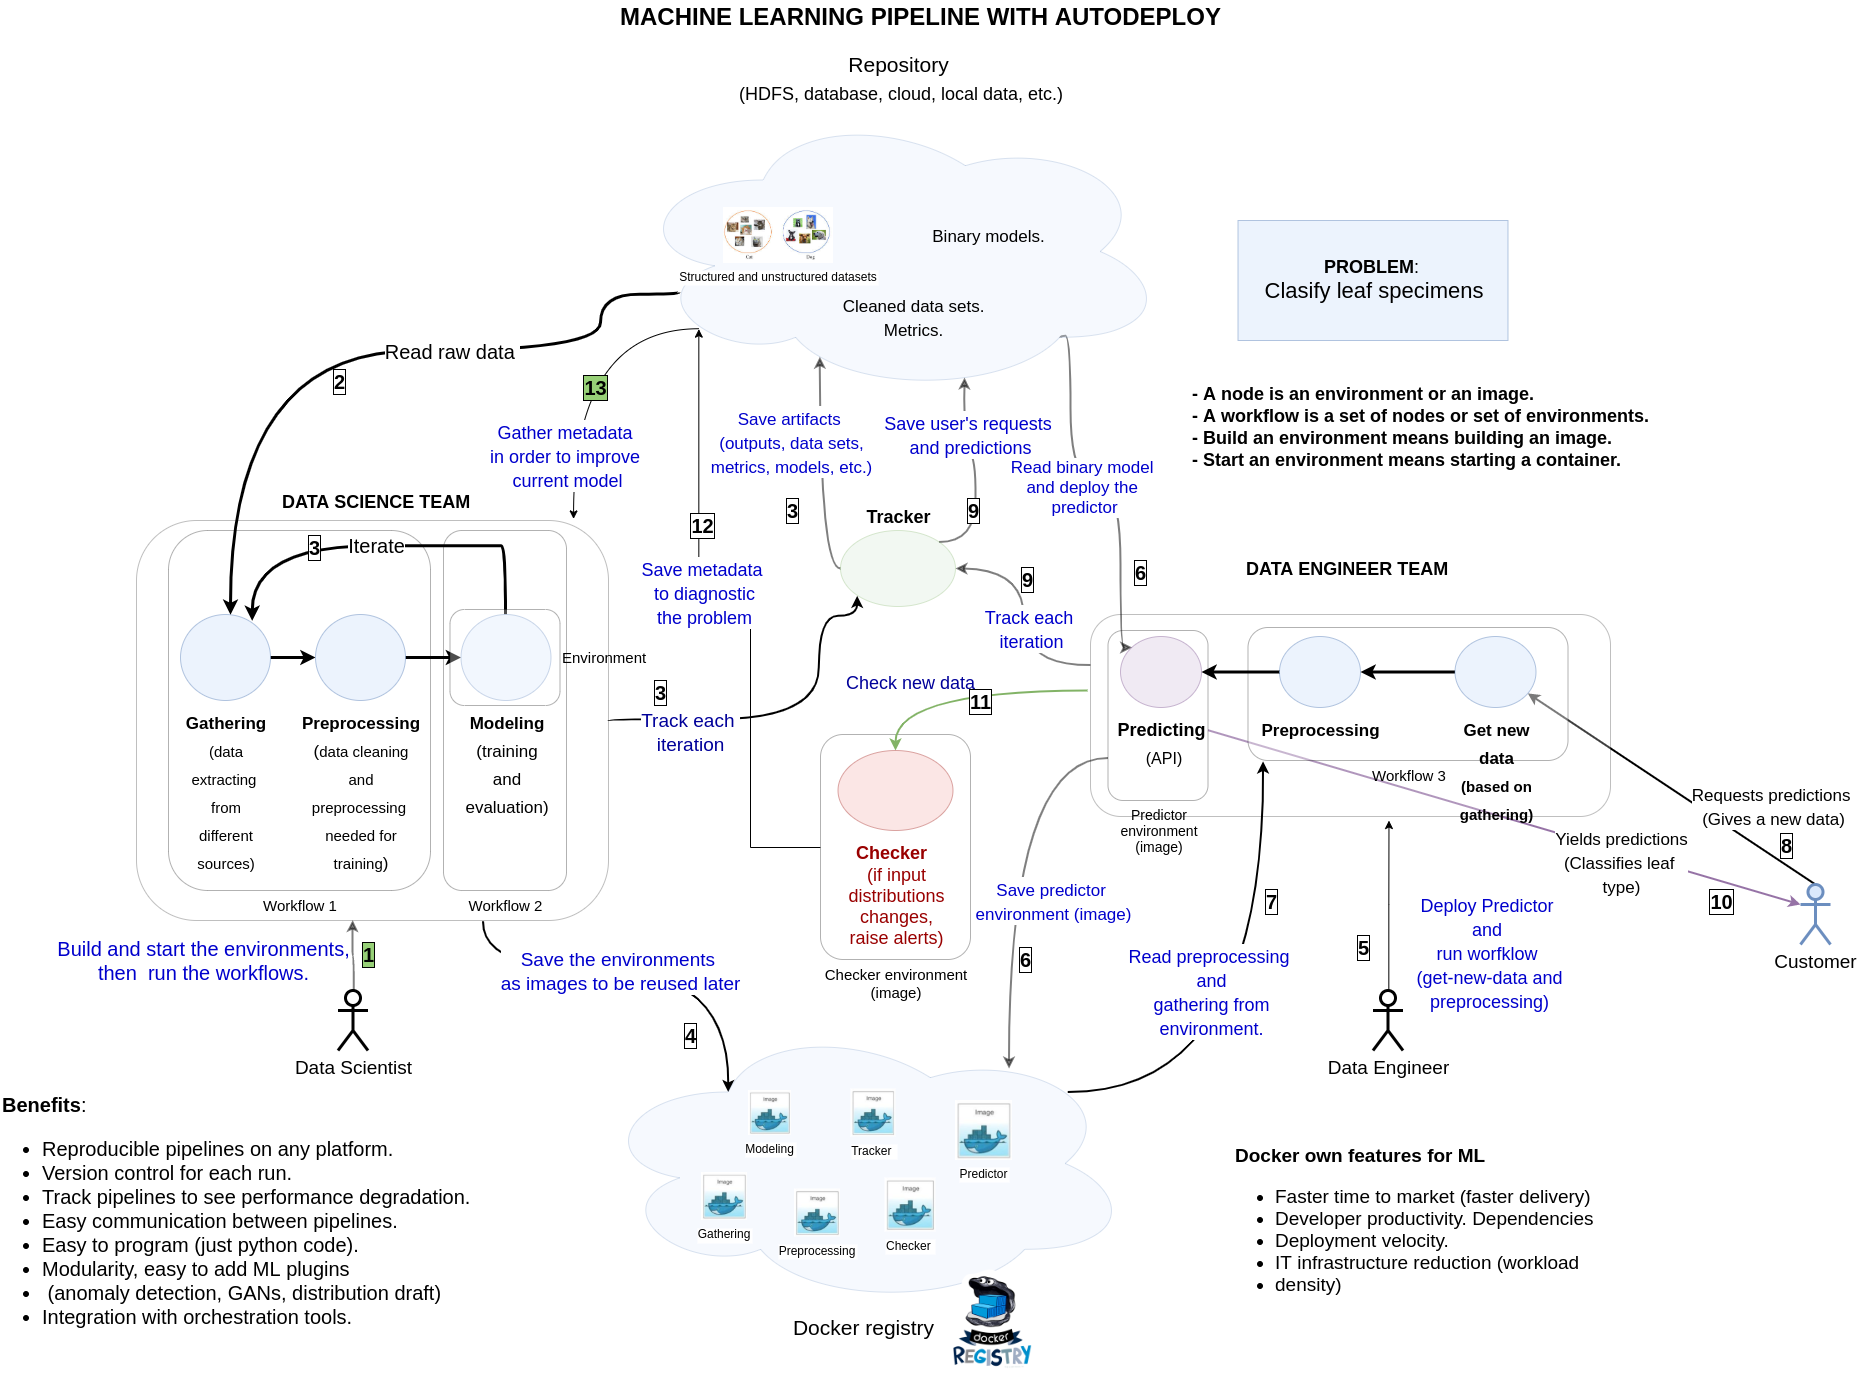 MACHINE LEARNING PIPELINE WITH AUTODEPLOY
Repository
(HDFS, database, cloud, local data, etc.)
Cat
Dog
Structured and unstructured datasets
Binary models.
Cleaned data sets.
Metrics.
PROBLEM:
Clasify leaf specimens
- A node is an environment or an image.
- A workflow is a set of nodes or set of environments.
- Build an environment means building an image.
- Start an environment means starting a container.
Read raw data
2
13
Gather metadata
in order to improve
current model
12
Save metadata
to diagnostic
the problem
Save artifacts
(outputs, data sets,
metrics, models, etc.)
3
Save user's requests
and predictions
9
Read binary model
and deploy the
predictor
6
Tracker
9
Track each
iteration
DATA SCIENCE TEAM
3
Iterate
Environment
Gathering
(data
extracting
from
different
sources)
Preprocessing
(data cleaning
and
preprocessing
needed for
training)
Modeling
(training
and
evaluation)
Workflow 1
Workflow 2
3
Track each
iteration
Check new data
11
Checker
(if input
distributions
changes,
raise alerts)
Checker environment
(image)
DATA ENGINEER TEAM
Predicting
(API)
Preprocessing
Get new
data
(based on
gathering)
Workflow 3
Predictor
environment
(image)
Requests predictions
(Gives a new data)
8
Yields predictions
(Classifies leaf
type)
10
Customer
Build and start the environments,
then  run the workflows.
1
Data Scientist
Save the environments
as images to be reused later
4
Save predictor
environment (image)
6
7
Read preprocessing
and
gathering from
environment.
5
Deploy Predictor
and
run worfklow
(get-new-data and
preprocessing)
Data Engineer
Benefits:
• Reproducible pipelines on any platform.
• Version control for each run.
• Track pipelines to see performance degradation.
• Easy communication between pipelines.
• Easy to program (just python code).
• Modularity, easy to add ML plugins
• (anomaly detection, GANs, distribution draft)
• Integration with orchestration tools.
Image
Modeling
Image
Tracker
Image
Predictor
Image
Gathering
Image
Preprocessing
Image
Checker
Docker registry
docker
REGISTRY
Docker own features for ML
• Faster time to market (faster delivery)
• Developer productivity. Dependencies
• Deployment velocity.
• IT infrastructure reduction (workload
• density)